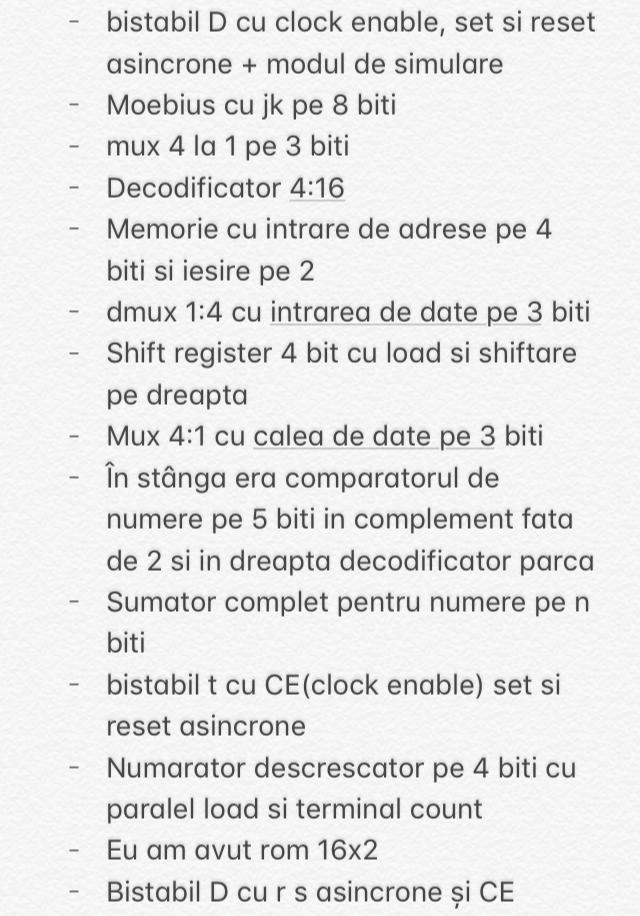 - bistabil D cu clock enable, set si reset
asincrone + modul de simulare
- Moebius cu jk pe 8 biti
- mux 4 la 1 pe 3 biti
- Decodificator 4:16
- Memorie cu intrare de adrese pe 4
biti si iesire pe 2
- dmux 1:4 cu intrarea de date pe 3 biti
- Shift register 4 bit cu load si shiftare
pe dreapta
- Mux 4:1 cu calea de date pe 3 biti
- În stânga era comparatorul de
numere pe 5 biti in complement fata
de 2 si in dreapta decodificator parca
- Sumator complet pentru numere pe n
biti
- bistabil t cu CE(clock enable) set si
reset asincrone
- Numarator descrescator pe 4 biti cu
paralel load si terminal count
- Eu am avut rom 16x2
- Bistabil D cu r s asincrone și CE